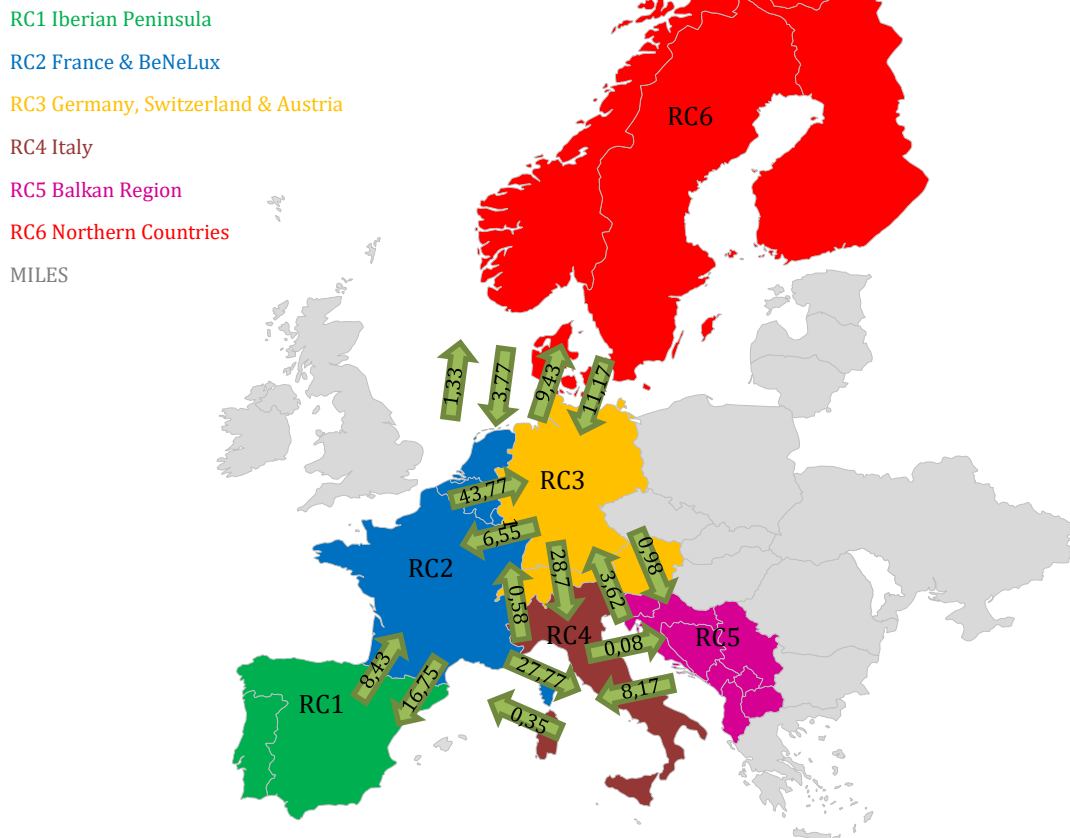 RC1 Iberian Peninsula
RC2 France & BeNeLux
RC3 Germany, Switzerland & Austria
RC4 Italy
RC5 Balkan Region
RC6 Northern Countries
MILES
RC6
1,33
3,77
9,43
11,17
RC3
43,77
6,55
RC2
28,7
0,98
3,62
0,58
RC4
RC5
0,08
27,77
8,17
8,43
16,75
RC1
0,35